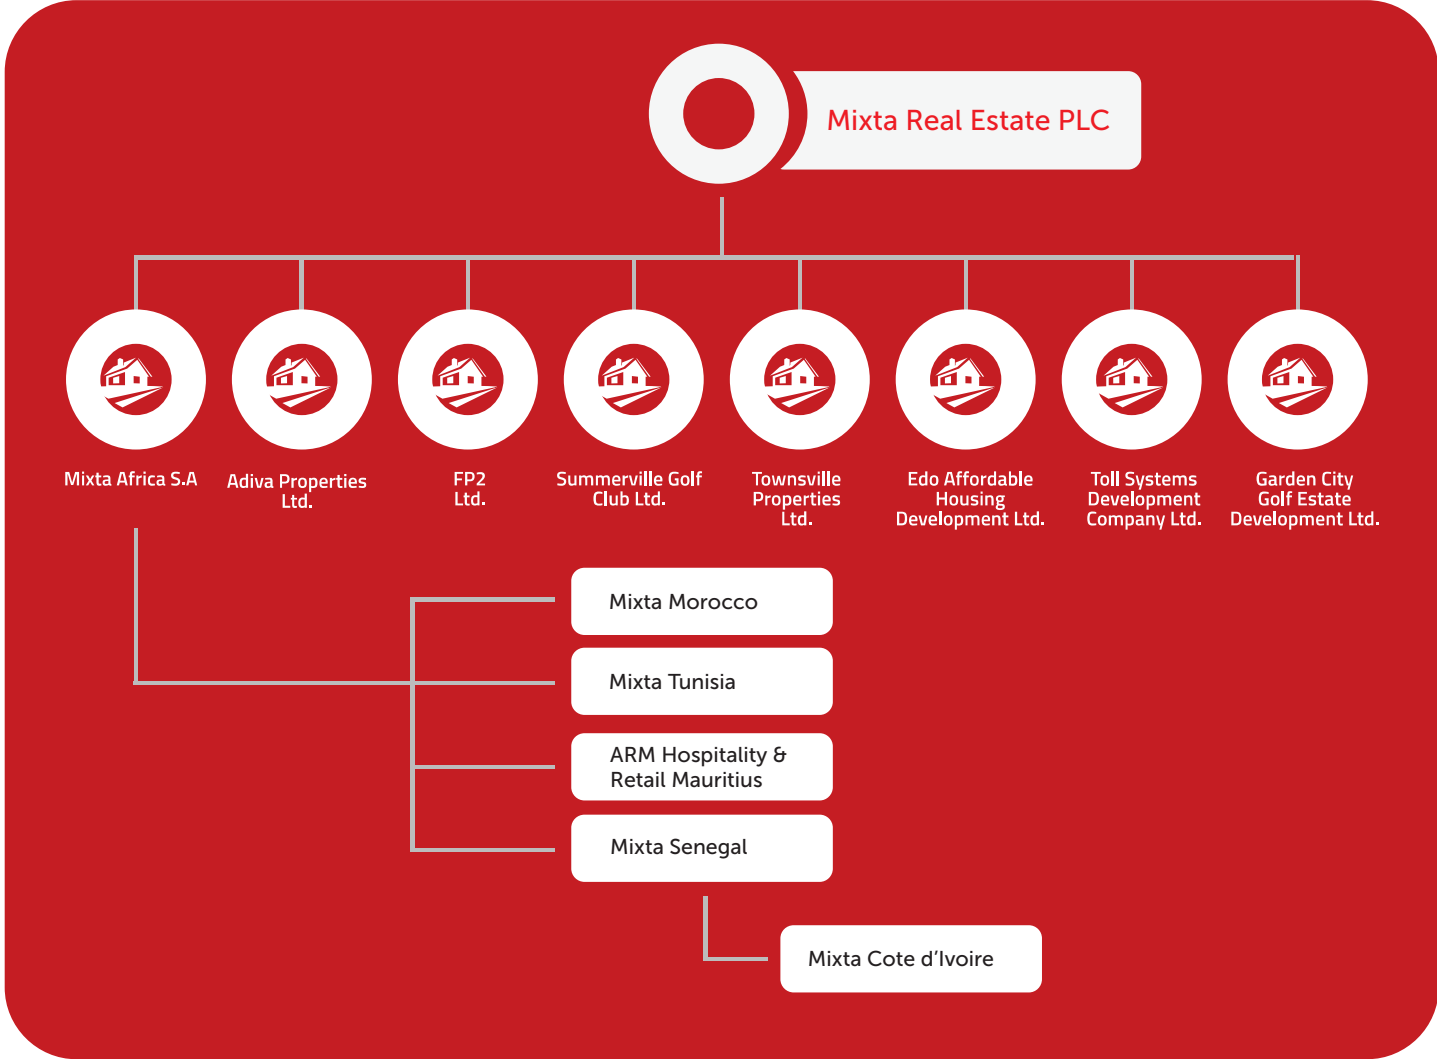 Mixta Real Estate PLC
Mixta Africa S.A
Adiva Properties
Ltd.
FP2
Ltd.
Summerville Golf
Club Ltd.
Townsville
Properties
Ltd.
Edo Affordable
Housing
Development Ltd.
Toll Systems
Development
Company Ltd.
Garden City
Golf Estate
Development Ltd.
Mixta Morocco
Mixta Tunisia
ARM Hospitality &
Retail Mauritius
Mixta Senegal
Mixta Cote d'Ivoire